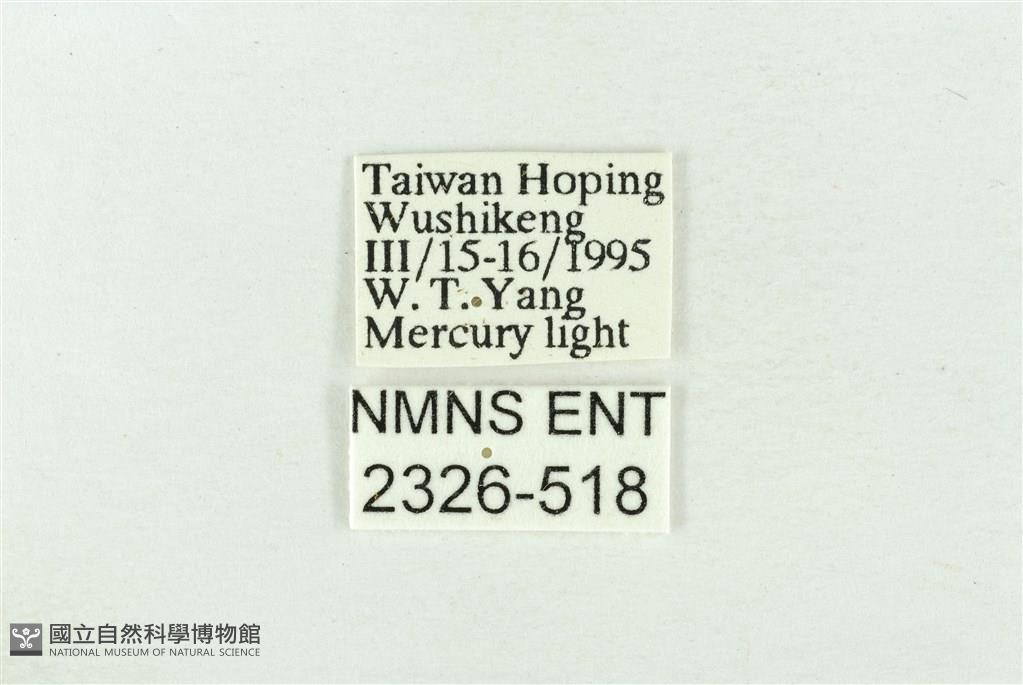 Taiwan Hoping
Wushikeng
III/15-16/1995
W. T. Yang
Mercury light
NMNS ENT
2326-518
國立自然科學博物館
NATIONAL MUSEUM OF NATURAL SCIENCE